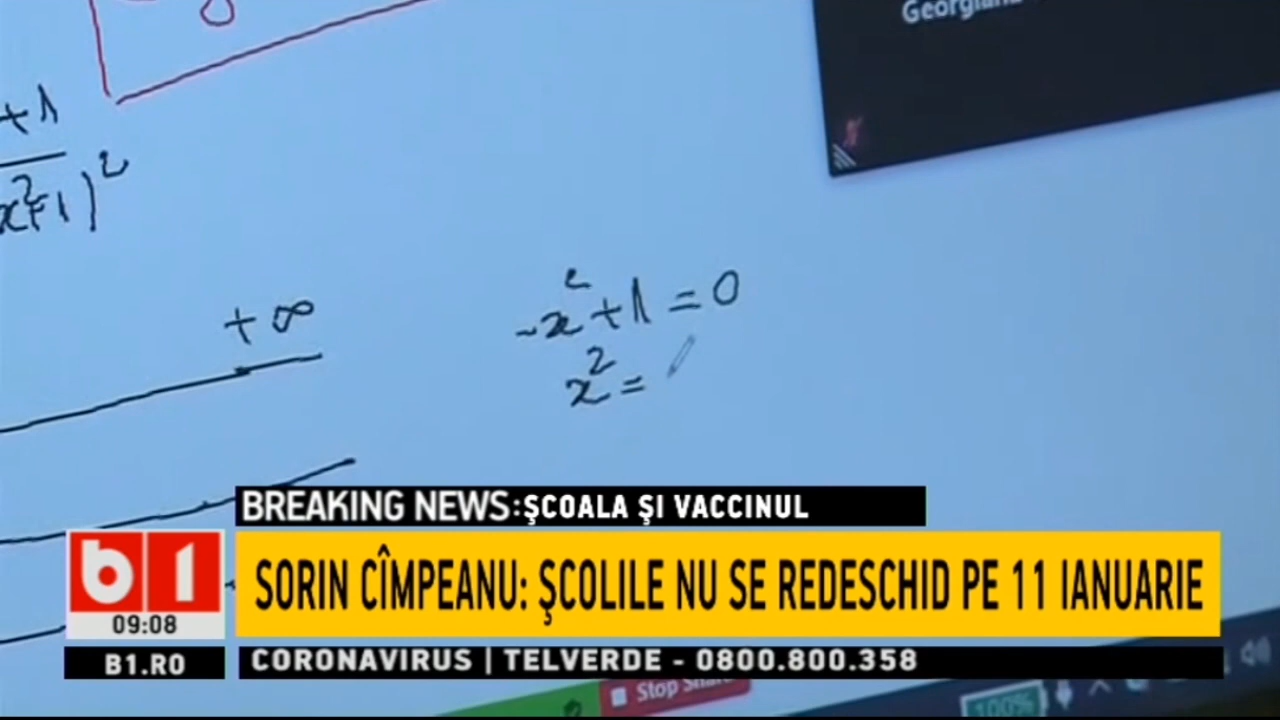 Georgiana
+1
x²+1)²
+∞
-x²+1=0
x²=
BREAKING NEWS: ŞCOALA ŞI VACCINUL
b1
SORIN CÎMPEANU: ŞCOLILE NU SE REDESCHID PE 11 IANUARIE
09:08
B1.RO
CORONAVIRUS | TELVERDE - 0800.800.358
Stop
100%